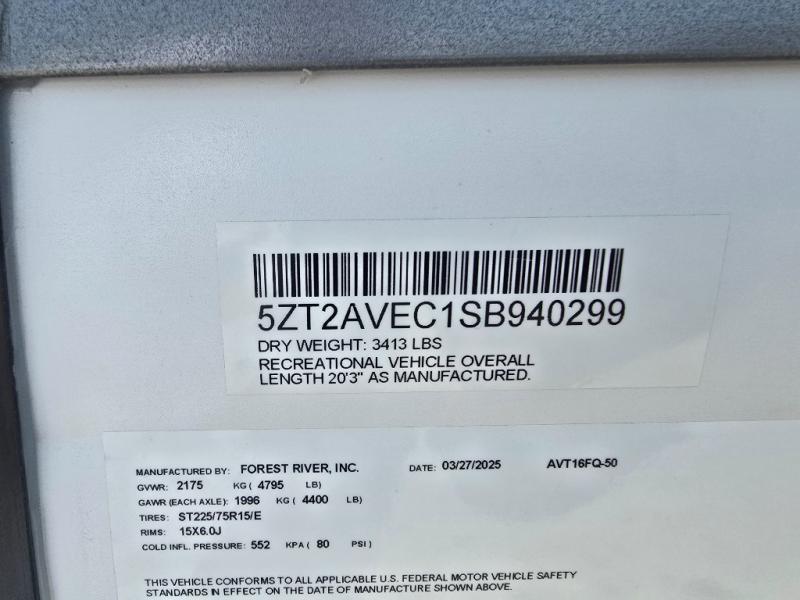 5ZT2AVEC1SB940299
DRY WEIGHT: 3413 LBS
RECREATIONAL VEHICLE OVERALL
LENGTH 20'3" AS MANUFACTURED.
MANUFACTURED BY: FOREST RIVER, INC. DATE: 03/27/2025 AVT16FQ-50
GVWR: 2175 KG ( 4795 LB)
GAWR (EACH AXLE): 1996 KG ( 4400 LB)
TIRES: ST225/75R15/E
RIMS: 15X6.0J
COLD INFL. PRESSURE: 552 KPA ( 80 PSI )
THIS VEHICLE CONFORMS TO ALL APPLICABLE U.S. FEDERAL MOTOR VEHICLE SAFETY
STANDARDS IN EFFECT ON THE DATE OF MANUFACTURE SHOWN ABOVE.